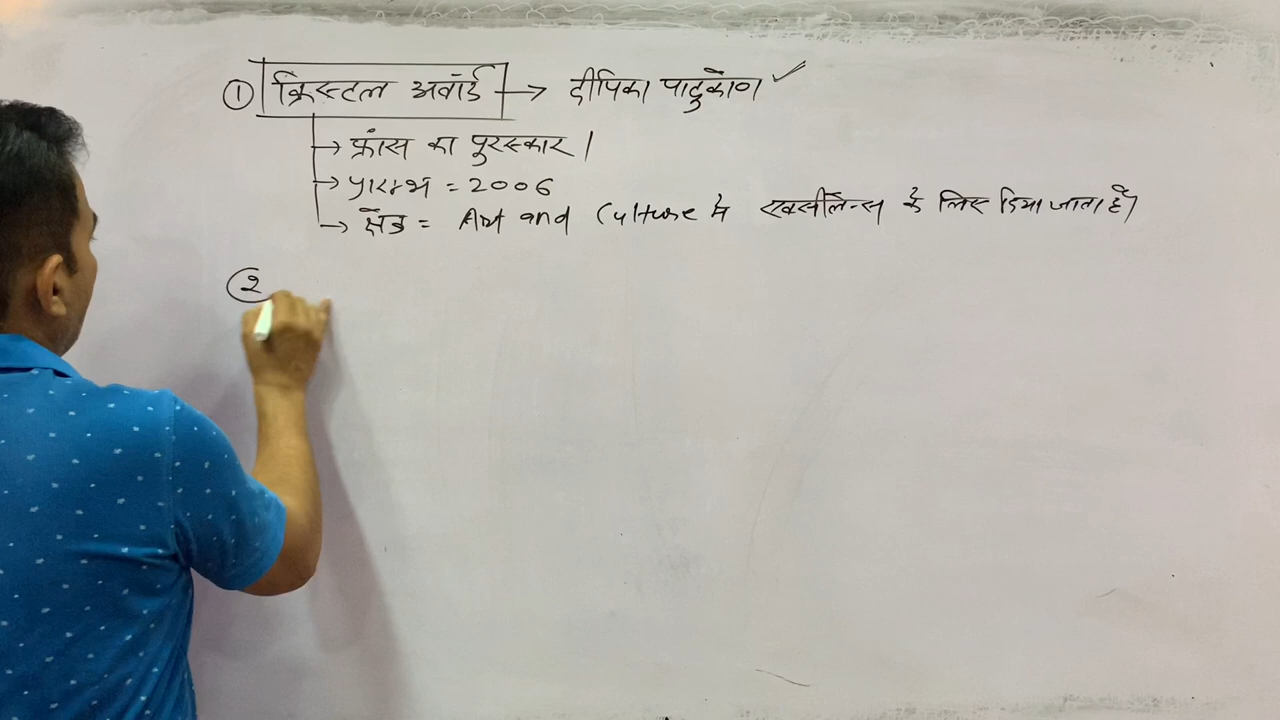 ① क्रिस्टल अवॉर्ड → दीपिका पादुकोण ✓
→ फ्रांस का पुरस्कार।
→ प्रारम्भ = 2006
→ क्षेत्र = Art and Culture मे एक्सीलेन्स के लिए दिया जाता है।
②